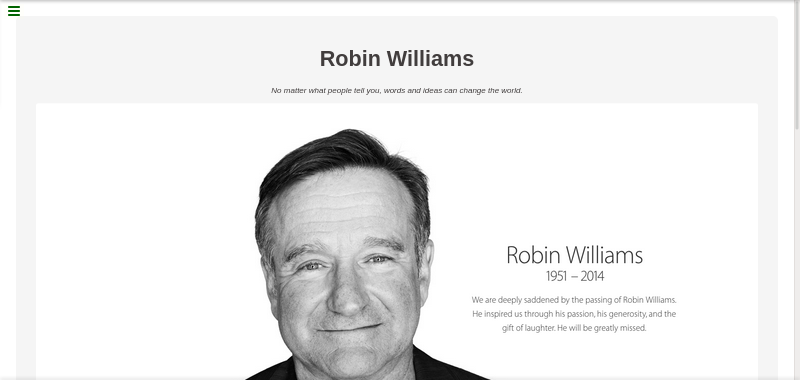 Robin Williams
No matter what people tell you, words and ideas can change the world.
Robin Williams
1951 – 2014
We are deeply saddened by the passing of Robin Williams.
He inspired us through his passion, his generosity, and the
gift of laughter. He will be greatly missed.